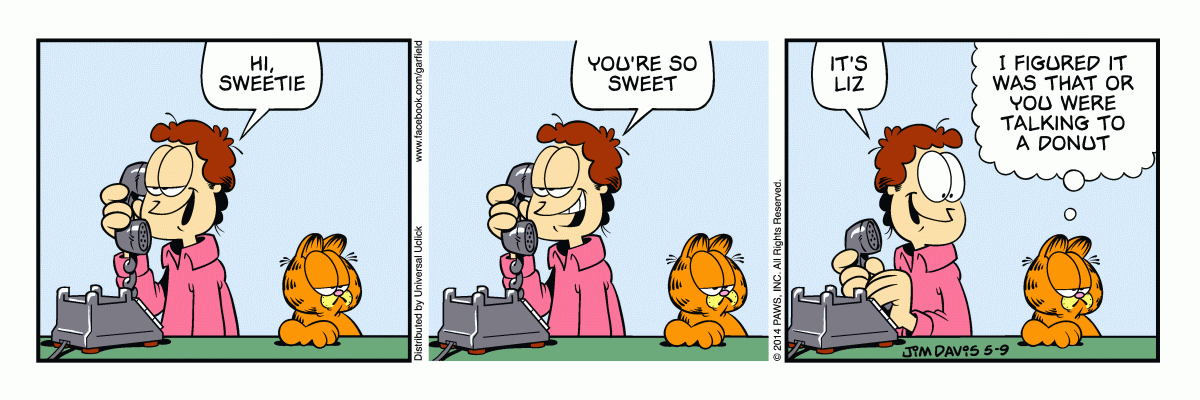 HI,
SWEETIE
www.facebook.com/garfield
Distributed by Universal Uclick
YOU'RE SO
SWEET
© 2014 PAWS, INC. All Rights Reserved.
IT'S
LIZ
I FIGURED IT
WAS THAT OR
YOU WERE
TALKING TO
A DONUT
JIM DAVIS 5-9